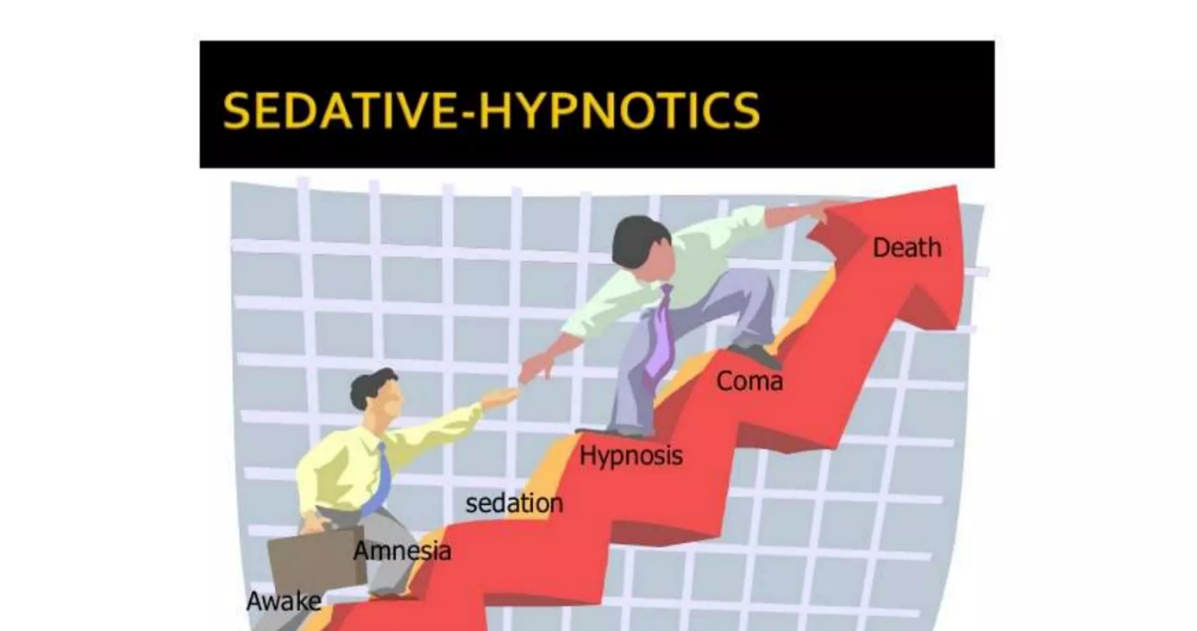 SEDATIVE-HYPNOTICS
Death
Coma
Hypnosis
sedation
Amnesia
Awake